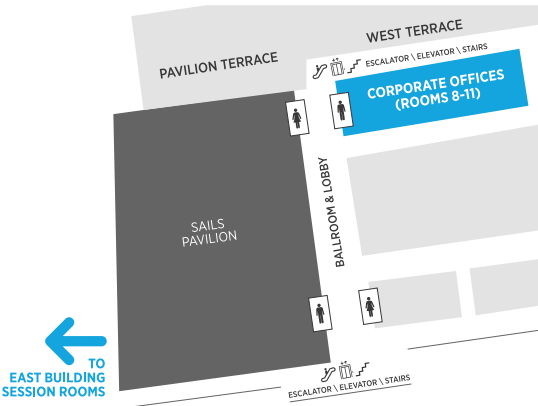 WEST TERRACE
PAVILION TERRACE
ESCALATOR \ ELEVATOR \ STAIRS
CORPORATE OFFICES
(ROOMS 8-11)
BALLROOM & LOBBY
SAILS
PAVILION
TO
EAST BUILDING
SESSION ROOMS
ESCALATOR \ ELEVATOR \ STAIRS